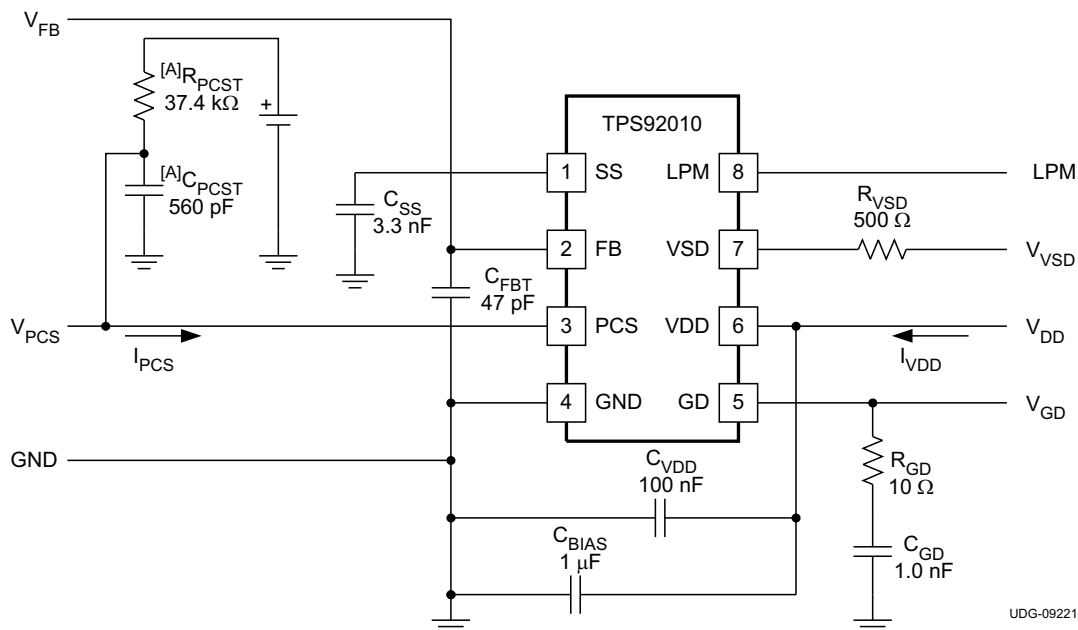 V_FB
[A]R_PCST
37.4 kΩ
+
[A]C_PCST
560 pF
C_SS
3.3 nF
C_FBT
47 pF
V_PCS
I_PCS
GND
TPS92010
1 SS
2 FB
3 PCS
4 GND
LPM 8
VSD 7
VDD 6
GD 5
LPM
R_VSD
500 Ω
V_VSD
V_DD
I_VDD
V_GD
R_GD
10 Ω
C_GD
1.0 nF
C_VDD
100 nF
C_BIAS
1 µF
UDG-09221